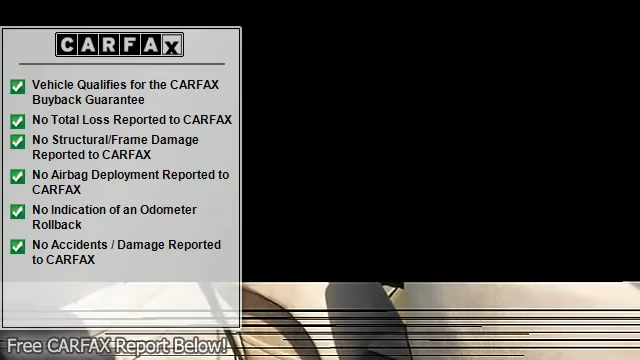 CARFAX
Vehicle Qualifies for the CARFAX
Buyback Guarantee
No Total Loss Reported to CARFAX
No Structural/Frame Damage
Reported to CARFAX
No Airbag Deployment Reported to
CARFAX
No Indication of an Odometer
Rollback
No Accidents / Damage Reported
to CARFAX
Free CARFAX Report Below!